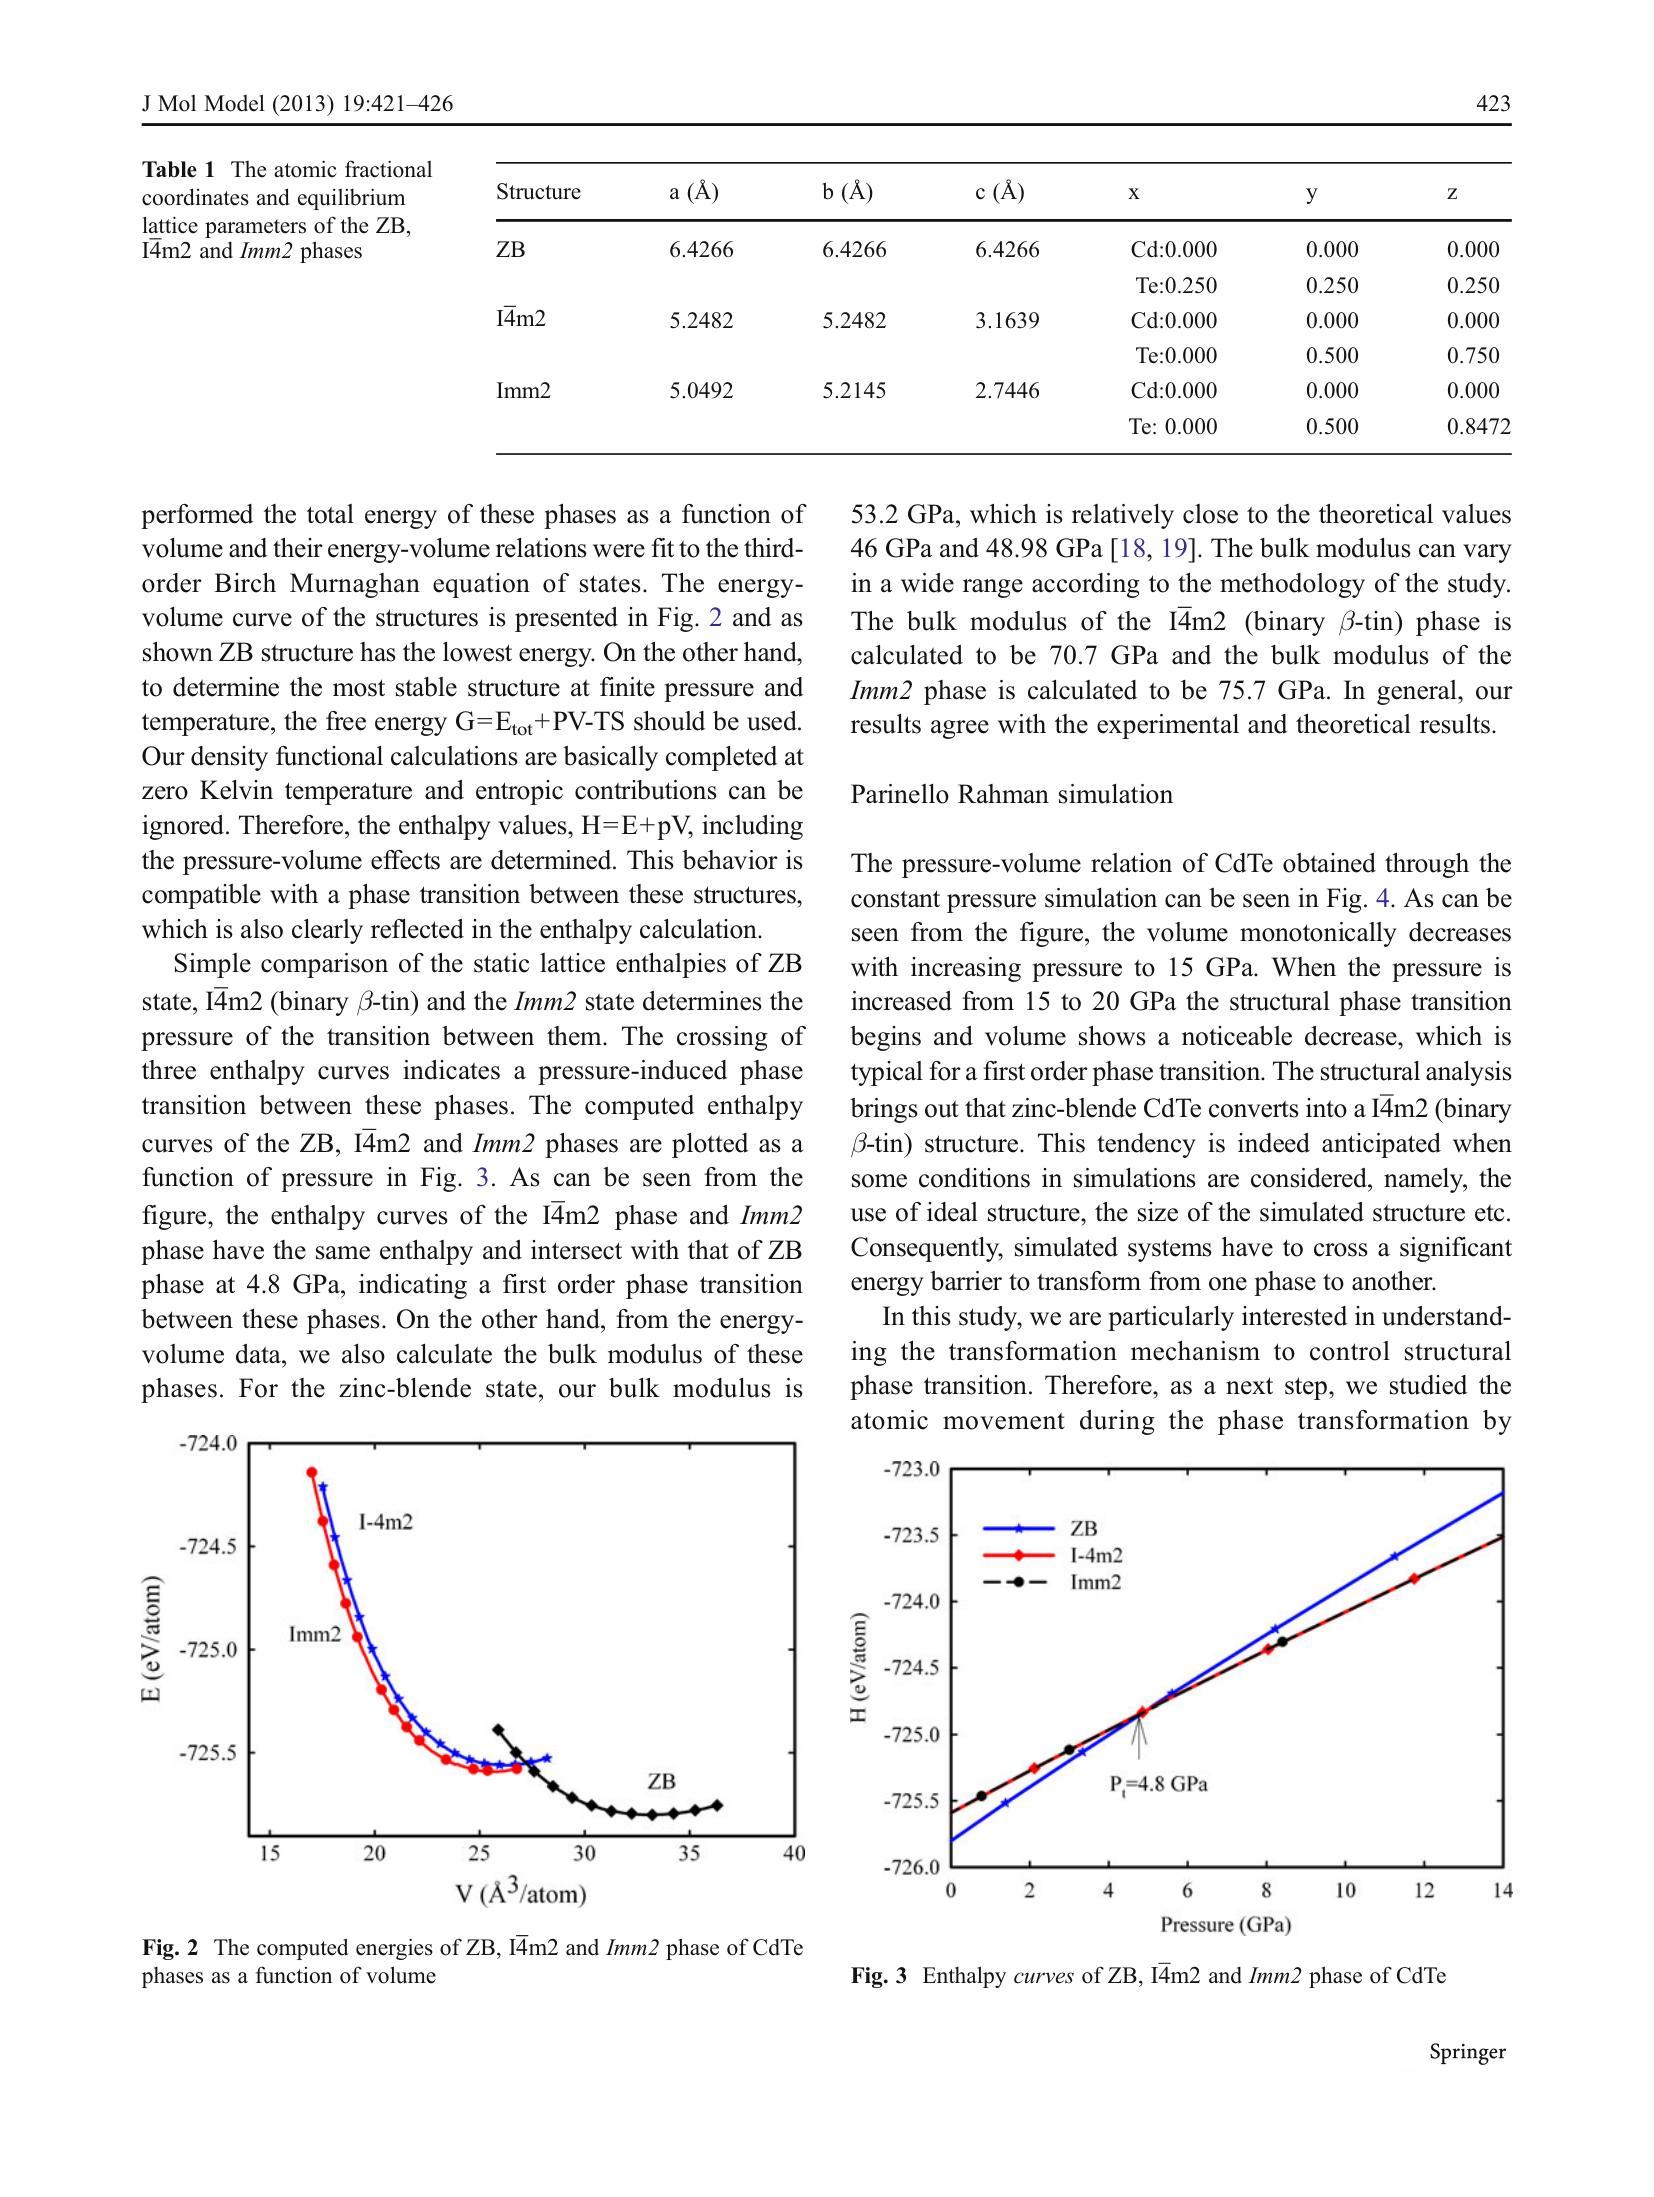 J Mol Model (2013) 19:421–426
423
Table 1 The atomic fractional
coordinates and equilibrium
lattice parameters of the ZB,
I4̅m2 and Imm2 phases
Structure a (Å) b (Å) c (Å) x y z
ZB 6.4266 6.4266 6.4266 Cd:0.000 0.000 0.000
Te:0.250 0.250 0.250
I4̅m2 5.2482 5.2482 3.1639 Cd:0.000 0.000 0.000
Te:0.000 0.500 0.750
Imm2 5.0492 5.2145 2.7446 Cd:0.000 0.000 0.000
Te: 0.000 0.500 0.8472
performed the total energy of these phases as a function of
volume and their energy-volume relations were fit to the third-
order Birch Murnaghan equation of states. The energy-
volume curve of the structures is presented in Fig. 2 and as
shown ZB structure has the lowest energy. On the other hand,
to determine the most stable structure at finite pressure and
temperature, the free energy G=Etot+PV-TS should be used.
Our density functional calculations are basically completed at
zero Kelvin temperature and entropic contributions can be
ignored. Therefore, the enthalpy values, H=E+pV, including
the pressure-volume effects are determined. This behavior is
compatible with a phase transition between these structures,
which is also clearly reflected in the enthalpy calculation.
Simple comparison of the static lattice enthalpies of ZB
state, I4̅m2 (binary β-tin) and the Imm2 state determines the
pressure of the transition between them. The crossing of
three enthalpy curves indicates a pressure-induced phase
transition between these phases. The computed enthalpy
curves of the ZB, I4̅m2 and Imm2 phases are plotted as a
function of pressure in Fig. 3. As can be seen from the
figure, the enthalpy curves of the I4̅m2 phase and Imm2
phase have the same enthalpy and intersect with that of ZB
phase at 4.8 GPa, indicating a first order phase transition
between these phases. On the other hand, from the energy-
volume data, we also calculate the bulk modulus of these
phases. For the zinc-blende state, our bulk modulus is
53.2 GPa, which is relatively close to the theoretical values
46 GPa and 48.98 GPa [18, 19]. The bulk modulus can vary
in a wide range according to the methodology of the study.
The bulk modulus of the I4̅m2 (binary β-tin) phase is
calculated to be 70.7 GPa and the bulk modulus of the
Imm2 phase is calculated to be 75.7 GPa. In general, our
results agree with the experimental and theoretical results.
Parinello Rahman simulation
The pressure-volume relation of CdTe obtained through the
constant pressure simulation can be seen in Fig. 4. As can be
seen from the figure, the volume monotonically decreases
with increasing pressure to 15 GPa. When the pressure is
increased from 15 to 20 GPa the structural phase transition
begins and volume shows a noticeable decrease, which is
typical for a first order phase transition. The structural analysis
brings out that zinc-blende CdTe converts into a I4̅m2 (binary
β-tin) structure. This tendency is indeed anticipated when
some conditions in simulations are considered, namely, the
use of ideal structure, the size of the simulated structure etc.
Consequently, simulated systems have to cross a significant
energy barrier to transform from one phase to another.
In this study, we are particularly interested in understand-
ing the transformation mechanism to control structural
phase transition. Therefore, as a next step, we studied the
atomic movement during the phase transformation by
-724.0
-724.5
-725.0
-725.5
E (eV/atom)
I-4m2
Imm2
ZB
15 20 25 30 35 40
V (Å3/atom)
Fig. 2 The computed energies of ZB, I4̅m2 and Imm2 phase of CdTe
phases as a function of volume
-723.0
-723.5
-724.0
-724.5
-725.0
-725.5
-726.0
H (eV/atom)
ZB
I-4m2
Imm2
Pt=4.8 GPa
0 2 4 6 8 10 12 14
Pressure (GPa)
Fig. 3 Enthalpy curves of ZB, I4̅m2 and Imm2 phase of CdTe
Springer